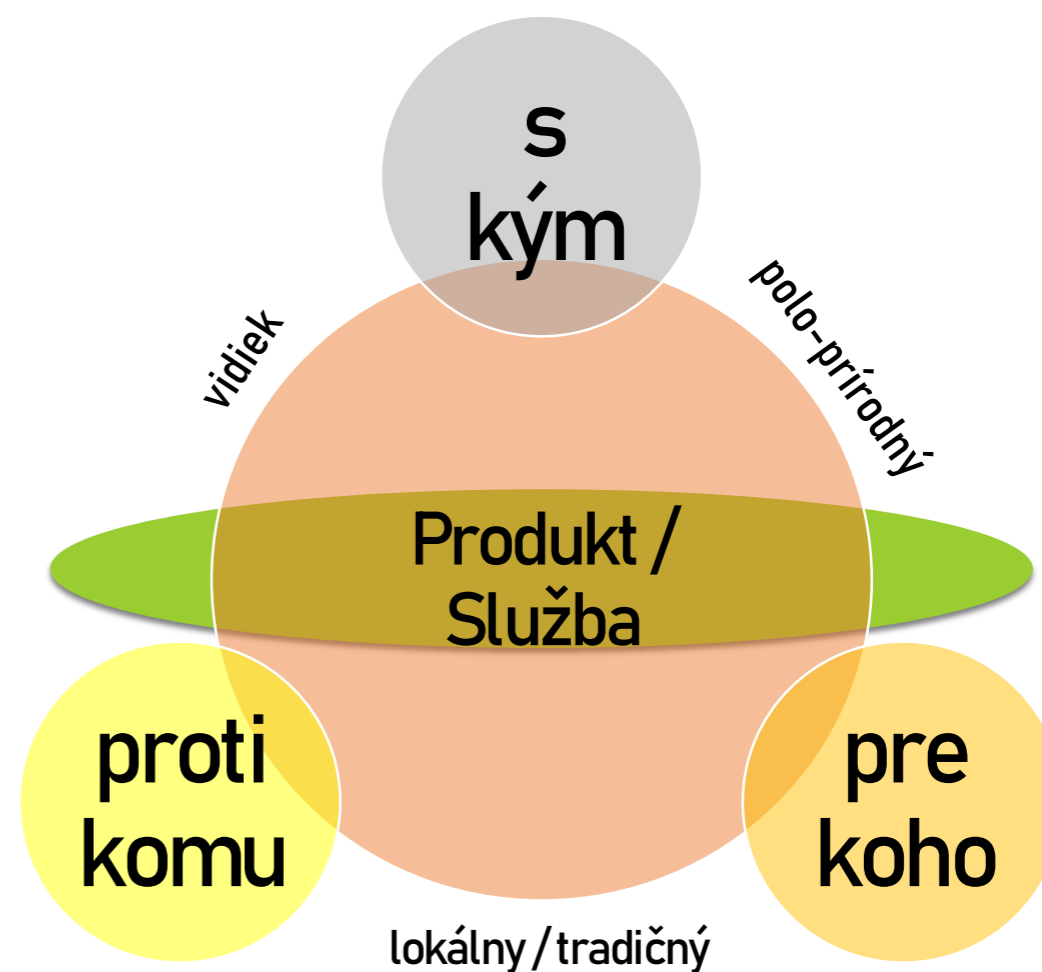 s
kým
vidiek
polo-prírodný
Produkt /
Služba
proti
komu
pre
koho
lokálny / tradičný